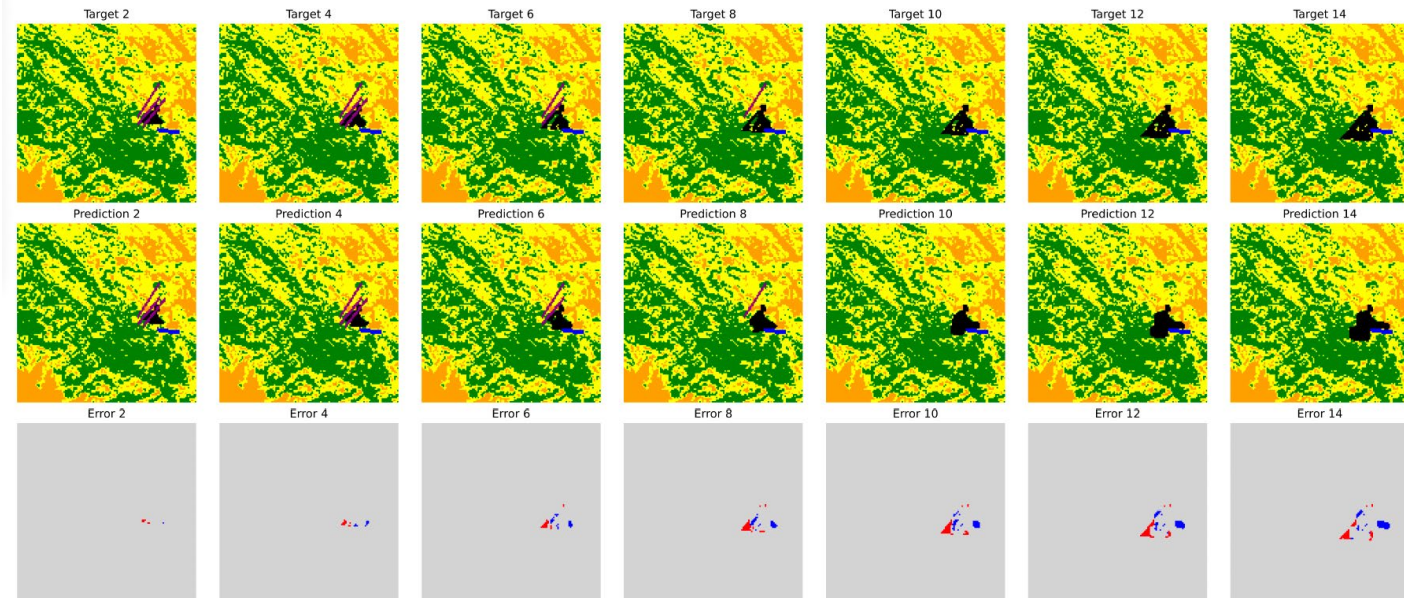 Target 2 Target 4 Target 6 Target 8 Target 10 Target 12 Target 14
Prediction 2 Prediction 4 Prediction 6 Prediction 8 Prediction 10 Prediction 12 Prediction 14
Error 2 Error 4 Error 6 Error 8 Error 10 Error 12 Error 14